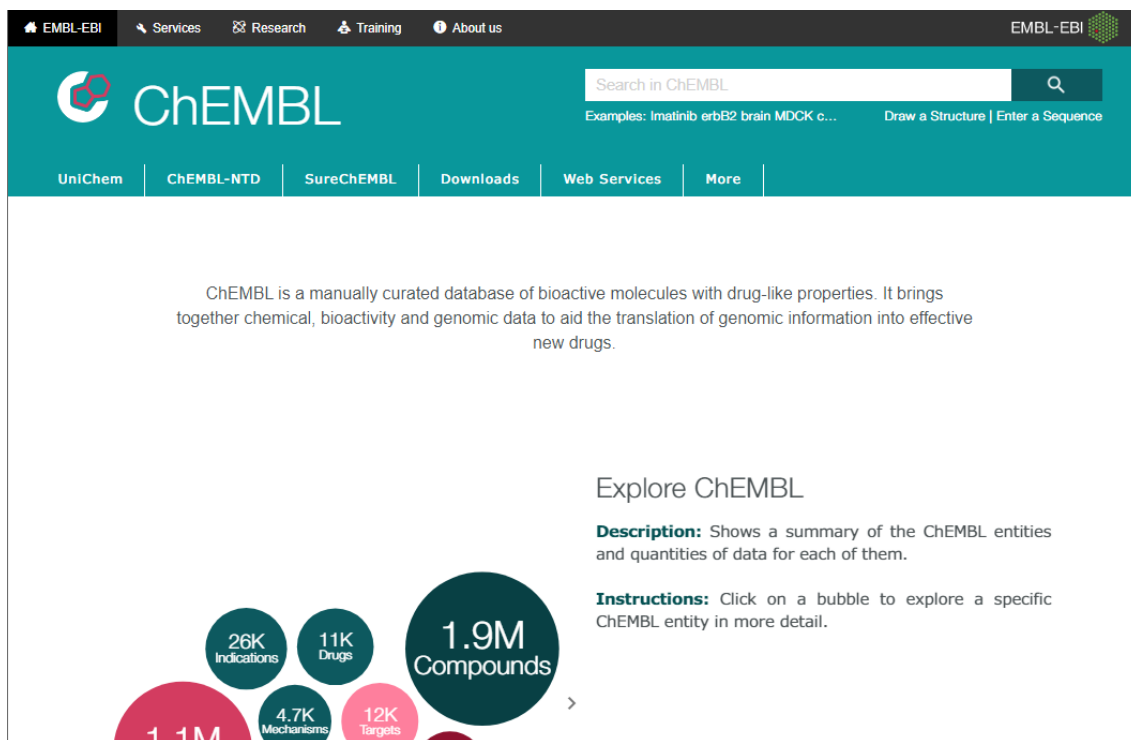 EMBL-EBI Services Research Training About us EMBL-EBI
ChEMBL
Search in ChEMBL
Examples: Imatinib erbB2 brain MDCK c... Draw a Structure | Enter a Sequence
UniChem ChEMBL-NTD SureChEMBL Downloads Web Services More
ChEMBL is a manually curated database of bioactive molecules with drug-like properties. It brings
together chemical, bioactivity and genomic data to aid the translation of genomic information into effective
new drugs.
Explore ChEMBL
Description: Shows a summary of the ChEMBL entities
and quantities of data for each of them.
Instructions: Click on a bubble to explore a specific
ChEMBL entity in more detail.
26K
Indications
11K
Drugs
1.9M
Compounds
4.7K
Mechanisms
12K
Targets
1.1M